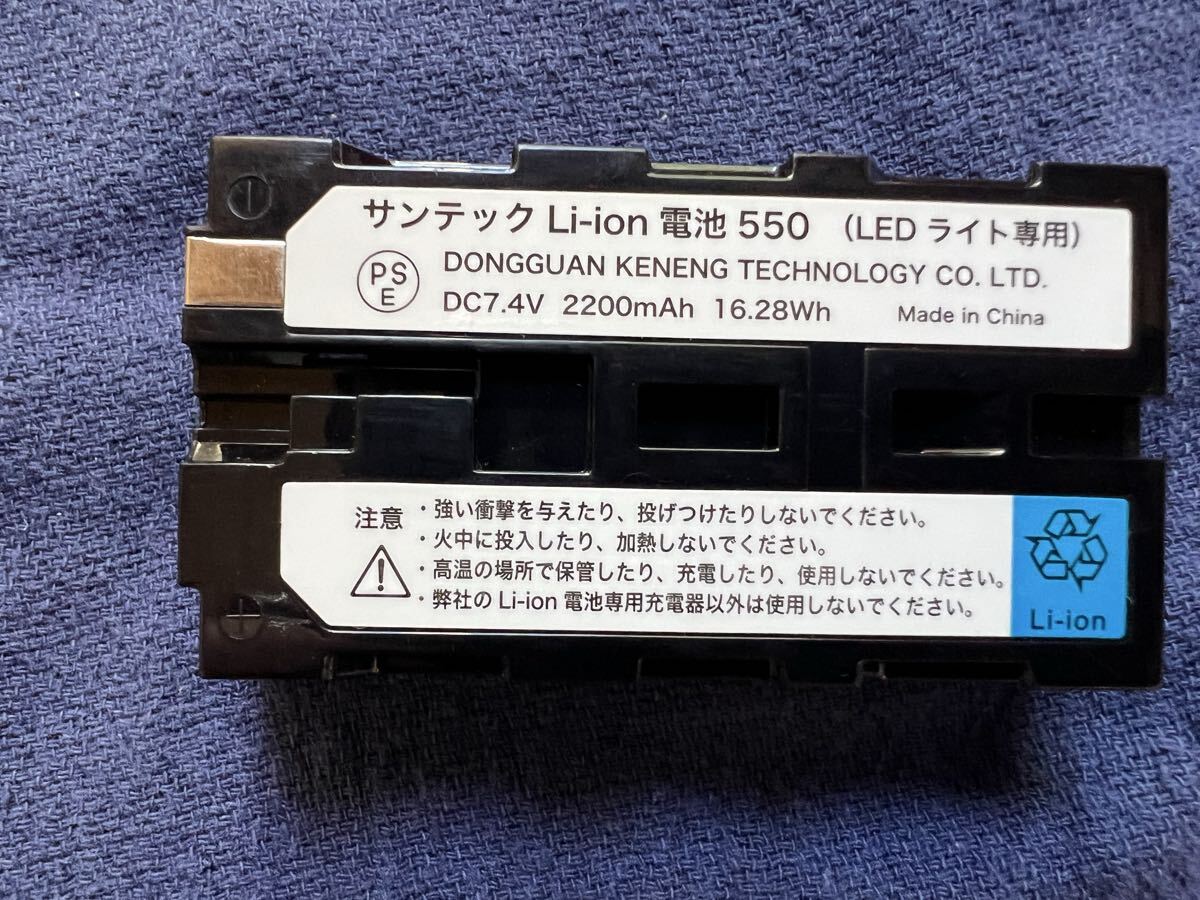 サンテック Li-ion 電池 550 (LED ライト専用)
PS
E
DONGGUAN KENENG TECHNOLOGY CO. LTD.
DC7.4V 2200mAh 16.28Wh Made in China
注意
・強い衝撃を与えたり、投げつけたりしないでください。
・火中に投入したり、加熱しないでください。
・高温の場所で保管したり、充電したり、使用しないでください。
・弊社の Li-ion 電池専用充電器以外は使用しないでください。
Li-ion